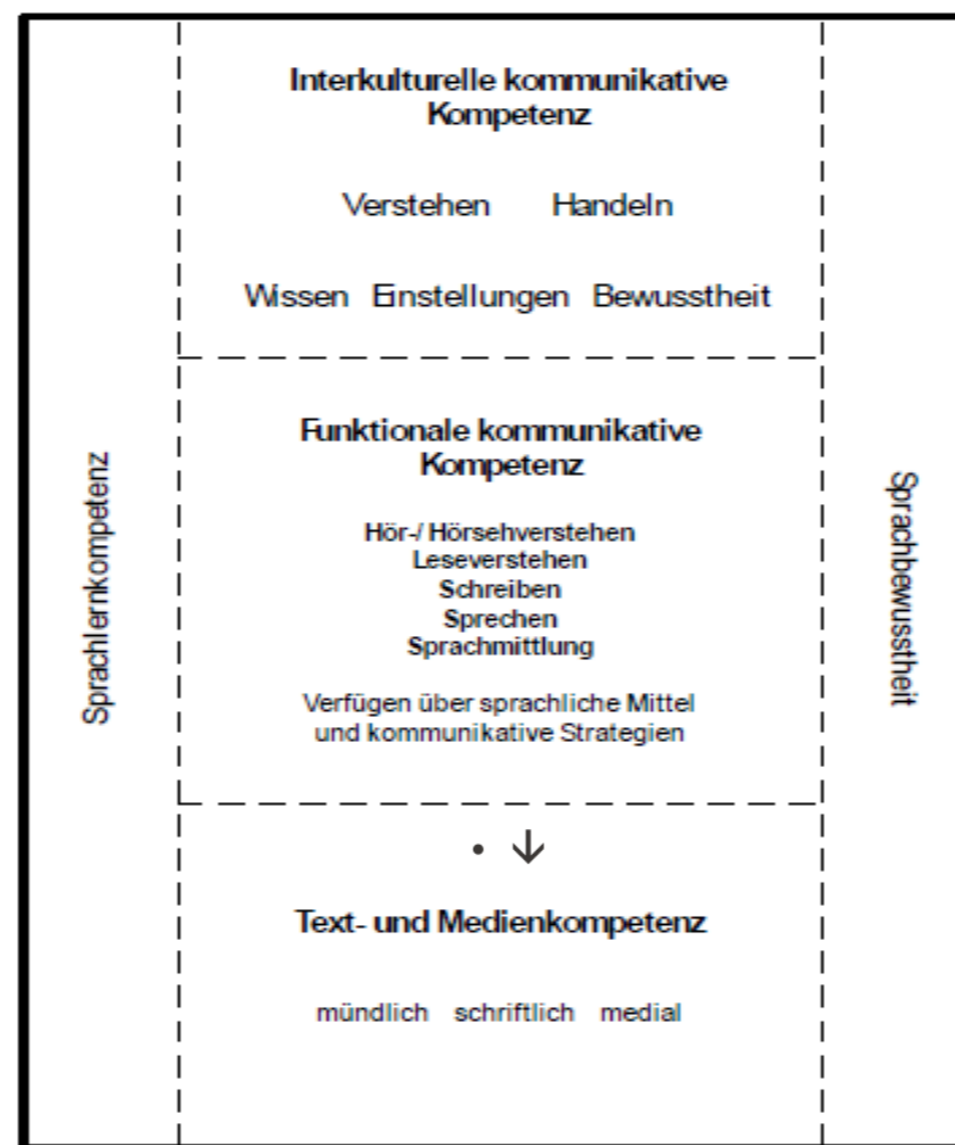 Interkulturelle kommunikative
Kompetenz
Verstehen Handeln
Wissen Einstellungen Bewusstheit
Sprachlernkompetenz
Funktionale kommunikative
Kompetenz
Hör-/ Hörsehverstehen
Leseverstehen
Schreiben
Sprechen
Sprachmittlung
Verfügen über sprachliche Mittel
und kommunikative Strategien
Sprachbewusstheit
• ↓
Text- und Medienkompetenz
mündlich schriftlich medial